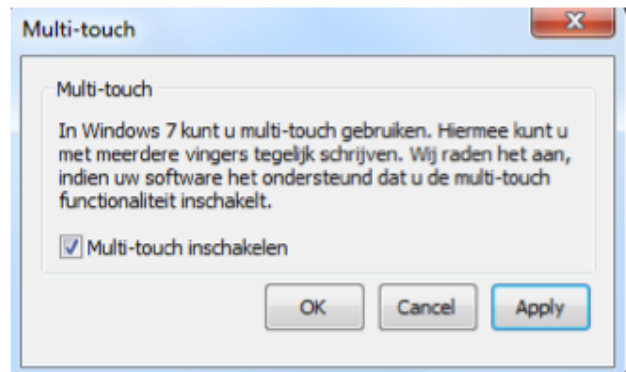 Multi-touch
Multi-touch
In Windows 7 kunt u multi-touch gebruiken. Hiermee kunt u
met meerdere vingers tegelijk schrijven. Wij raden het aan,
indien uw software het ondersteund dat u de multi-touch
functionaliteit inschakelt.
Multi-touch inschakelen
OK Cancel Apply